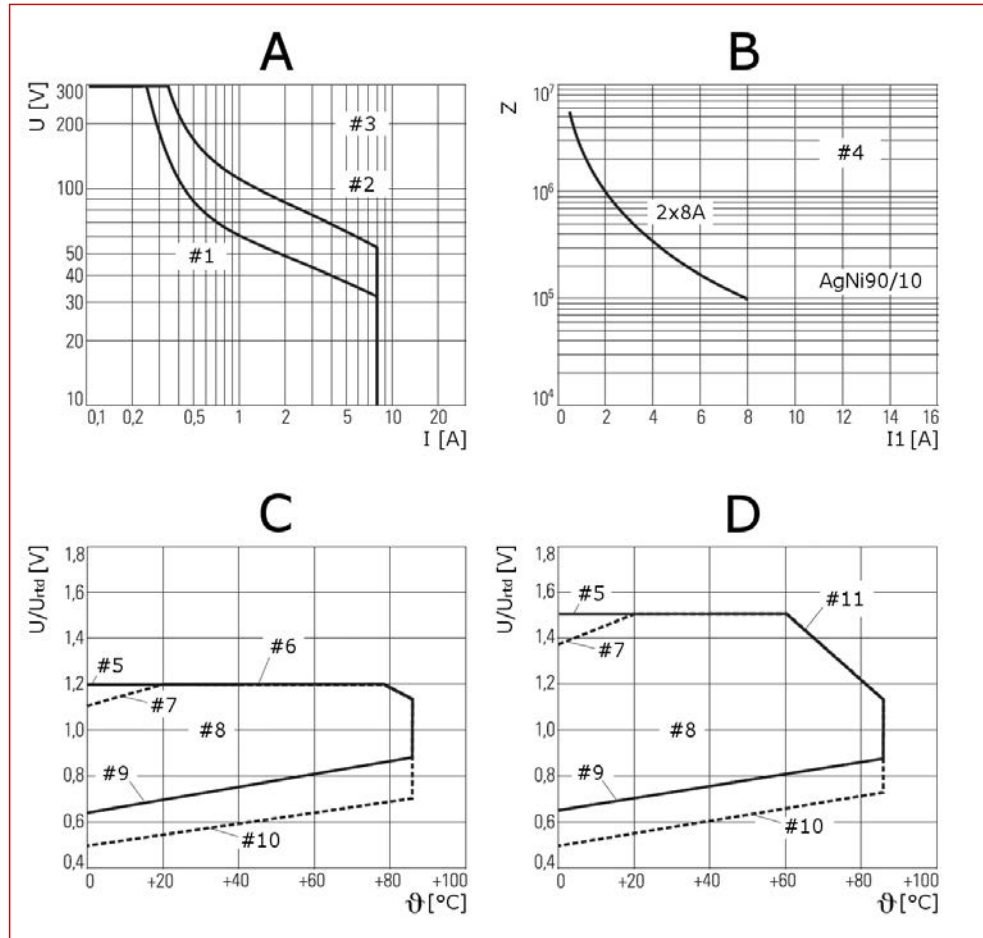 A
B
U [V]
300
200
100
50
40
30
20
10
#3
#2
#1
0,1 0,2 0,5 1 2 5 10 20
I [A]
Z
10⁷
10⁶
10⁵
10⁴
#4
2x8A
AgNi90/10
0 2 4 6 8 10 12 14 16
I1 [A]
C
D
U/Urtd [V]
1,8
1,6
1,4
1,2
1,0
0,8
0,6
0,4
#5
#6
#7
#8
#9
#10
0 +20 +40 +60 +80 +100
ϑ [°C]
U/Urtd [V]
1,8
1,6
1,4
1,2
1,0
0,8
0,6
0,4
#5
#11
#7
#8
#9
#10
0 +20 +40 +60 +80 +100
ϑ [°C]